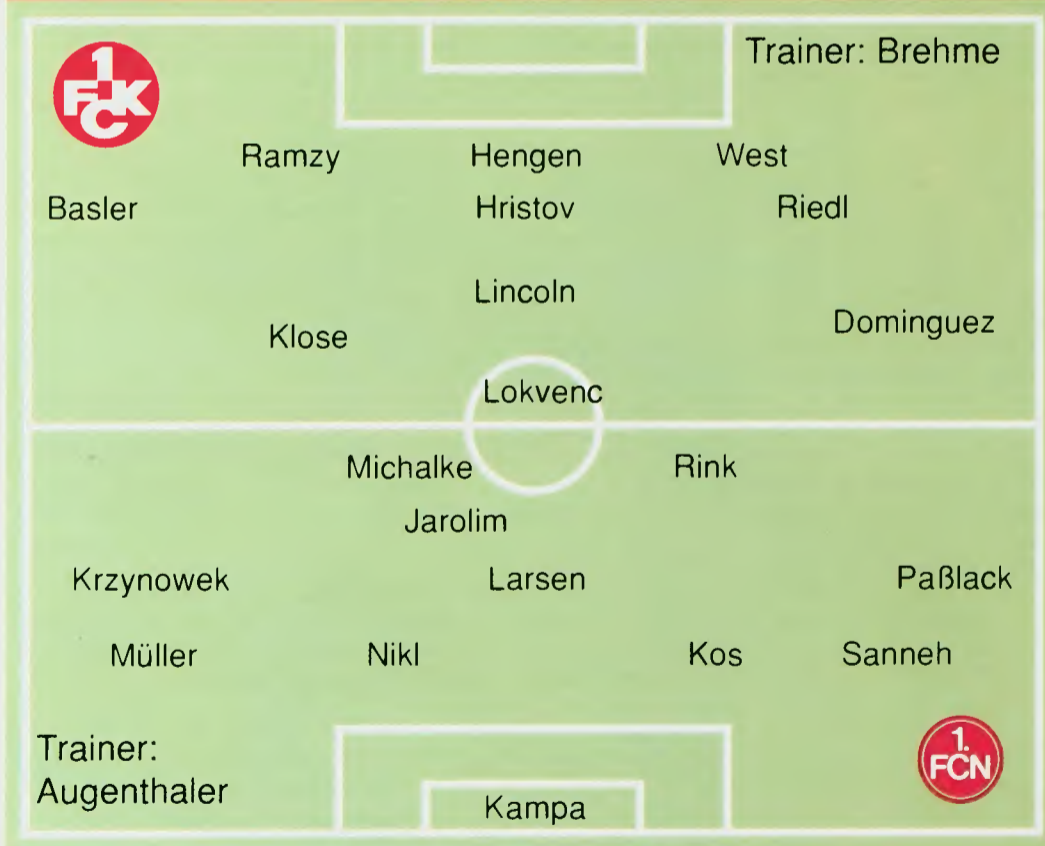 1
FCK
Trainer: Brehme
Ramzy Hengen West
Basler Hristov Riedl
Lincoln
Dominguez
Klose
Lokvenc
Michalke Rink
Jarolim
Krzynowek Larsen Paßlack
Müller Nikl Kos Sanneh
Trainer:
Augenthaler
1.
FCN
Kampa